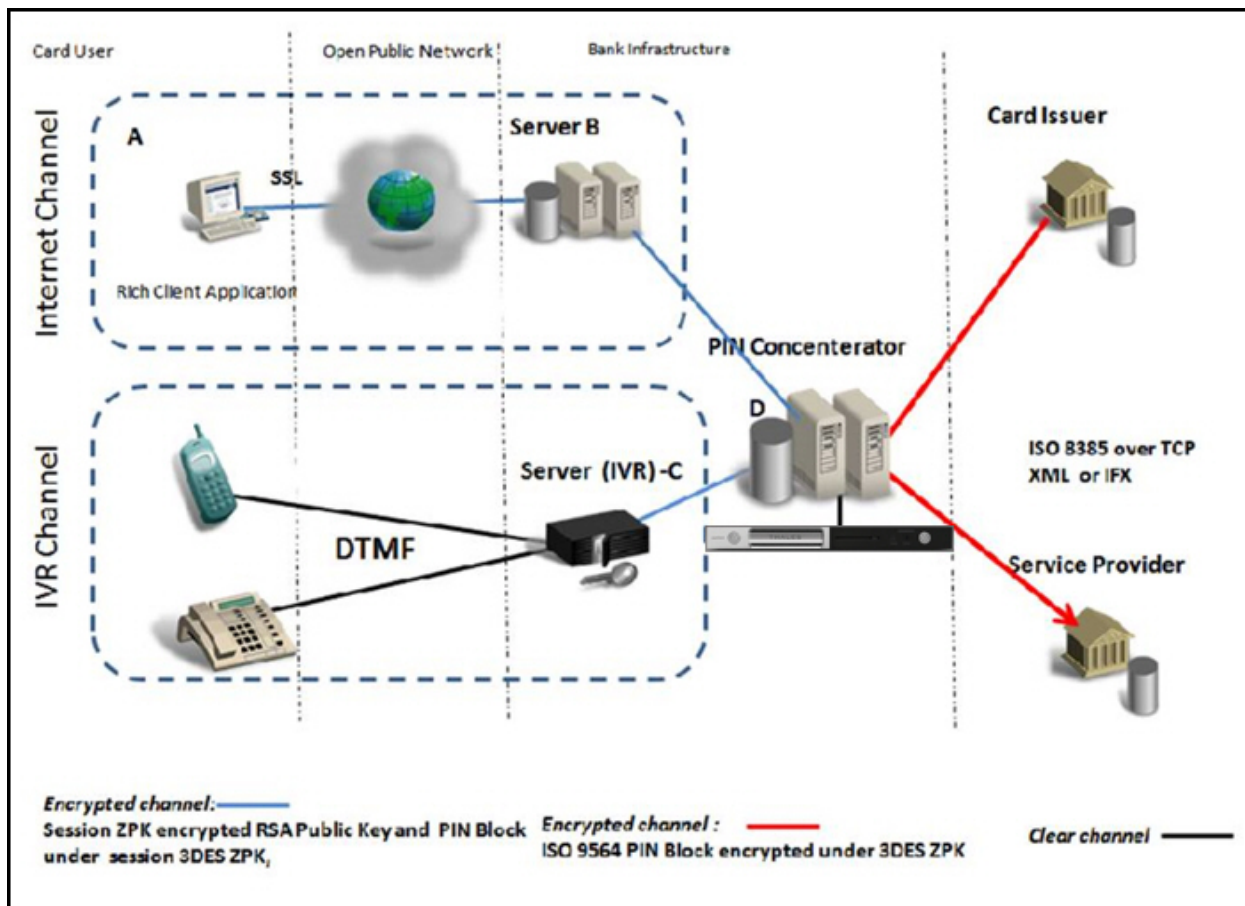 Card User
Open Public Network
Bank Infrastructure
Internet Channel
A
SSL
Server B
Card Issuer
Rich Client Application
PIN Concenterator
D
IVR Channel
DTMF
Server (IVR) -C
ISO 8385 over TCP
XML or IFX
THALES
Service Provider
Encrypted channel:
Session ZPK encrypted RSA Public Key and PIN Block
under session 3DES ZPK,
Encrypted channel :
ISO 9564 PIN Block encrypted under 3DES ZPK
Clear channel